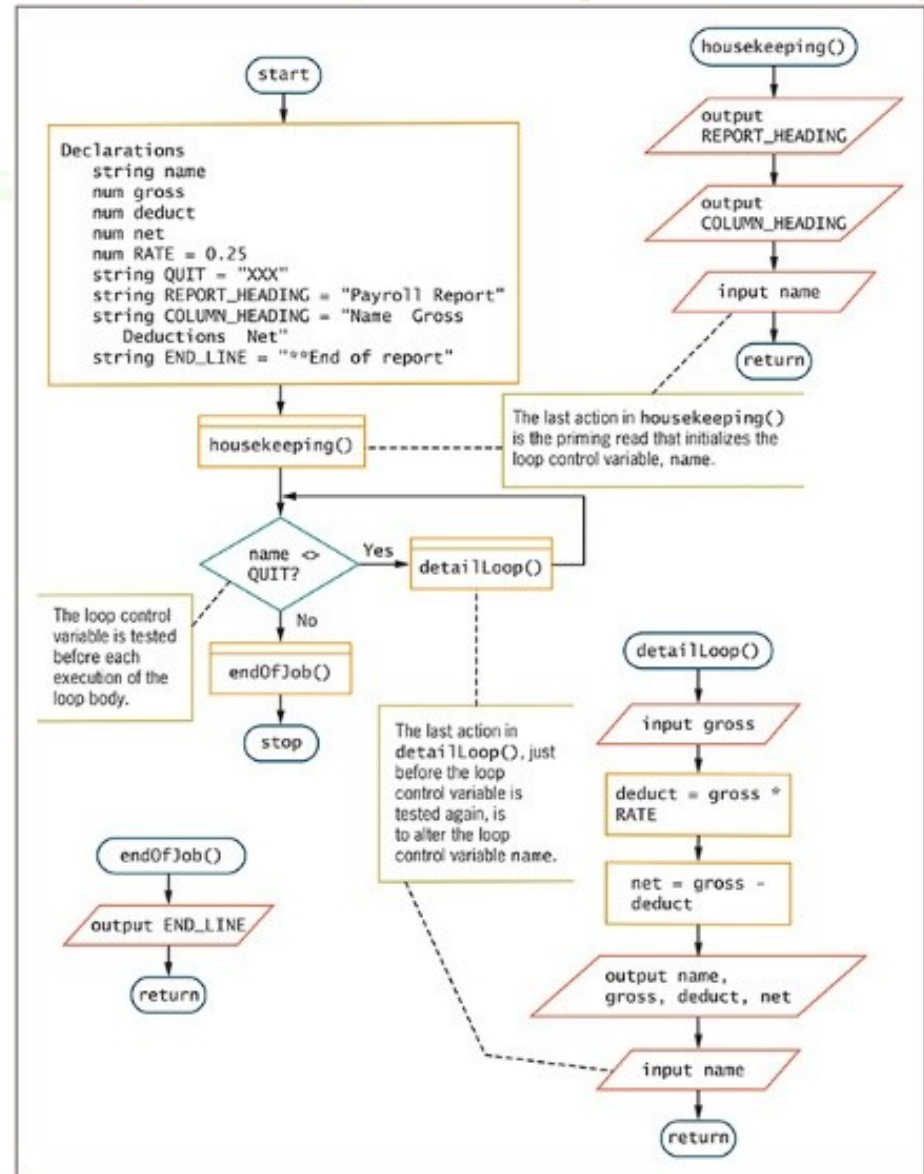 start
Declarations
string name
num gross
num deduct
num net
num RATE = 0.25
string QUIT = "XXX"
string REPORT_HEADING = "Payroll Report"
string COLUMN_HEADING = "Name Gross
Deductions Net"
string END_LINE = "**End of report"
housekeeping()
name <>
QUIT?
Yes
detailLoop()
No
endOfJob()
stop
The loop control
variable is tested
before each
execution of the
loop body.
housekeeping()
output
REPORT_HEADING
output
COLUMN_HEADING
input name
return
The last action in housekeeping()
is the priming read that initializes the
loop control variable, name.
The last action in
detailLoop(), just
before the loop
control variable is
tested again, is
to alter the loop
control variable name.
detailLoop()
input gross
deduct = gross *
RATE
net = gross -
deduct
output name,
gross, deduct, net
input name
return
endOfJob()
output END_LINE
return